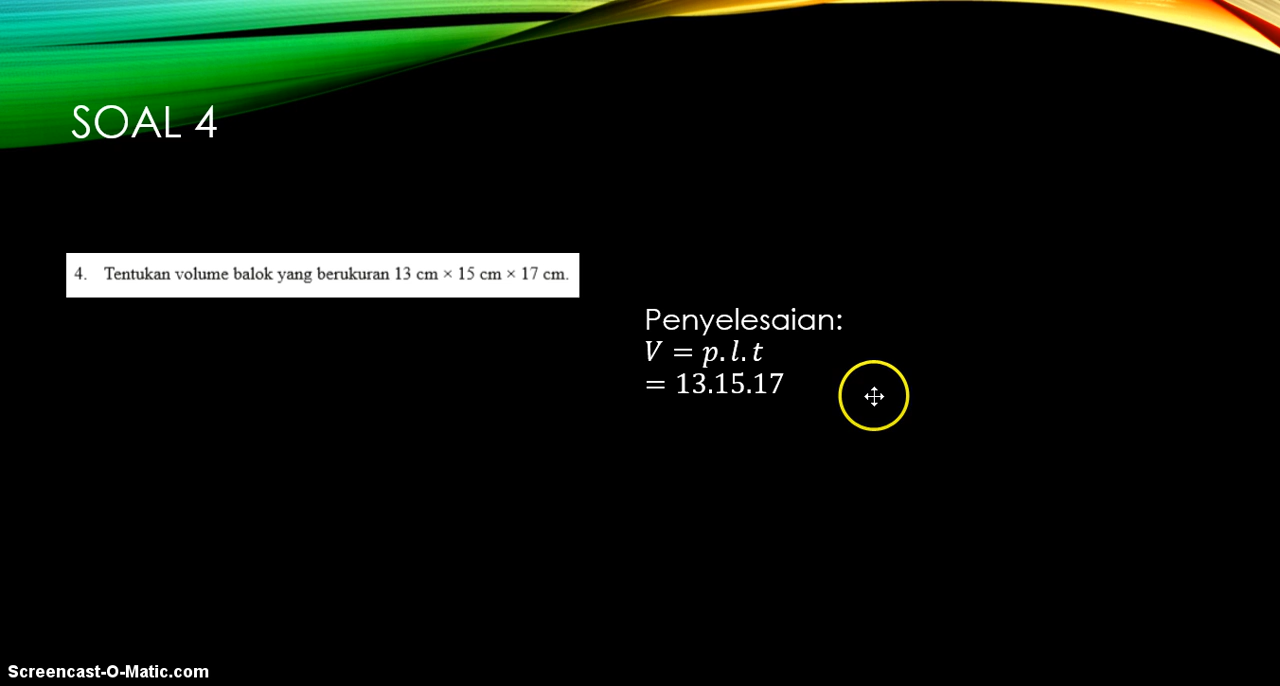 SOAL 4
4. Tentukan volume balok yang berukuran 13 cm × 15 cm × 17 cm.
Penyelesaian:
V = p.l.t
= 13.15.17
Screencast-O-Matic.com